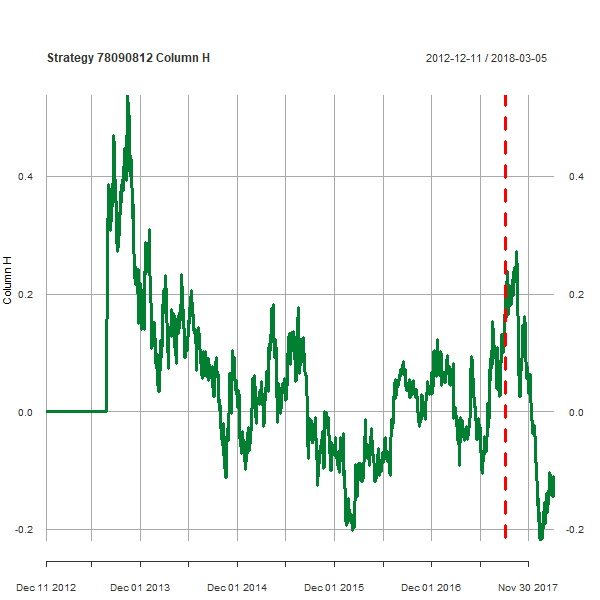 Strategy 78090812 Column H
2012-12-11 / 2018-03-05
Column H
0.4
0.4
0.2
0.2
0.0
0.0
-0.2
-0.2
Dec 11 2012
Dec 01 2013
Dec 01 2014
Dec 01 2015
Dec 01 2016
Nov 30 2017